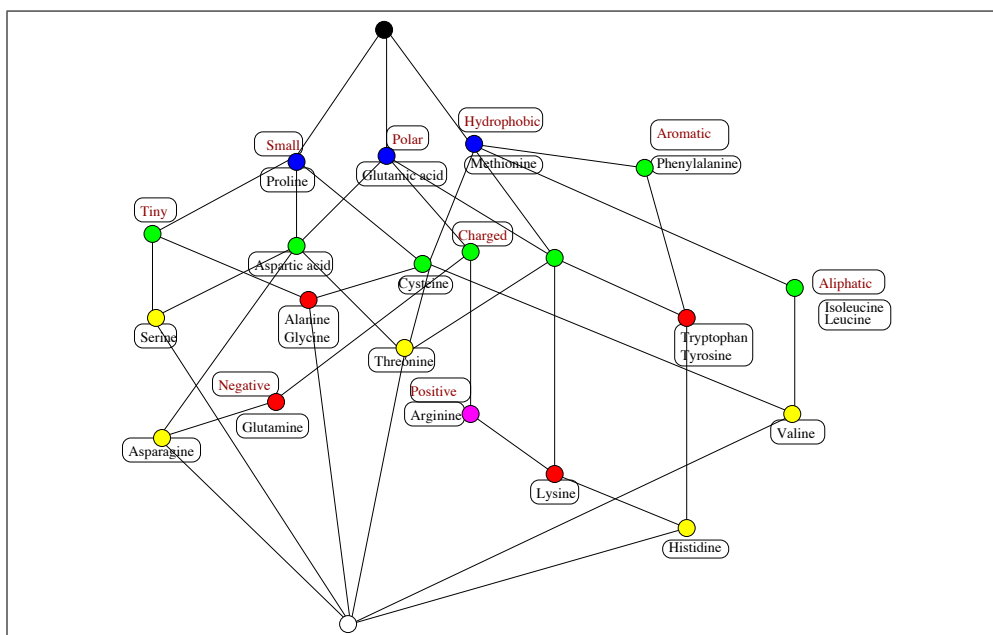 Hydrophobic
Polar
Aromatic
Small
Methionine
Phenylalanine
Glutamic acid
Proline
Tiny
Charged
Aspartic acid
Cysteine
Aliphatic
Isoleucine
Leucine
Alanine
Glycine
Serine
Tryptophan
Tyrosine
Threonine
Negative
Positive
Arginine
Glutamine
Valine
Asparagine
Lysine
Histidine